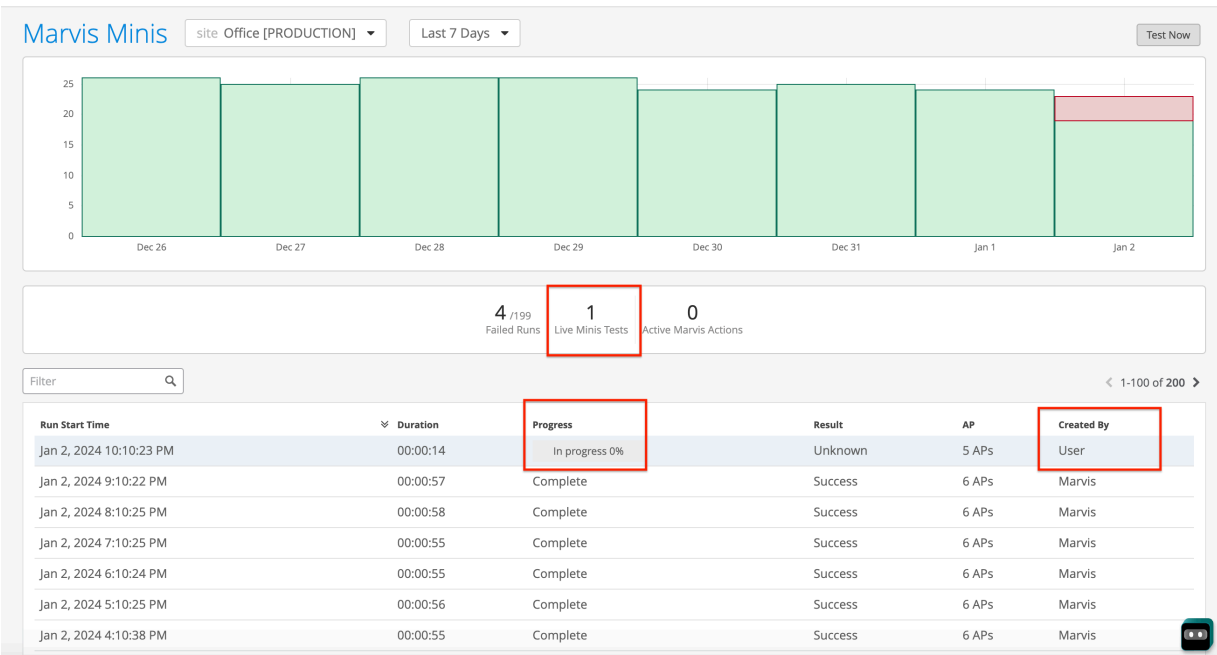 Marvis Minis site Office [PRODUCTION] Last 7 Days Test Now
25
20
15
10
5
0
Dec 26 Dec 27 Dec 28 Dec 29 Dec 30 Dec 31 Jan 1 Jan 2
4 /199 1 0
Failed Runs Live Minis Tests Active Marvis Actions
Filter 1-100 of 200
Run Start Time Duration Progress Result AP Created By
Jan 2, 2024 10:10:23 PM 00:00:14 In progress 0% Unknown 5 APs User
Jan 2, 2024 9:10:22 PM 00:00:57 Complete Success 6 APs Marvis
Jan 2, 2024 8:10:25 PM 00:00:58 Complete Success 6 APs Marvis
Jan 2, 2024 7:10:25 PM 00:00:55 Complete Success 6 APs Marvis
Jan 2, 2024 6:10:24 PM 00:00:55 Complete Success 6 APs Marvis
Jan 2, 2024 5:10:25 PM 00:00:56 Complete Success 6 APs Marvis
Jan 2, 2024 4:10:38 PM 00:00:55 Complete Success 6 APs Marvis